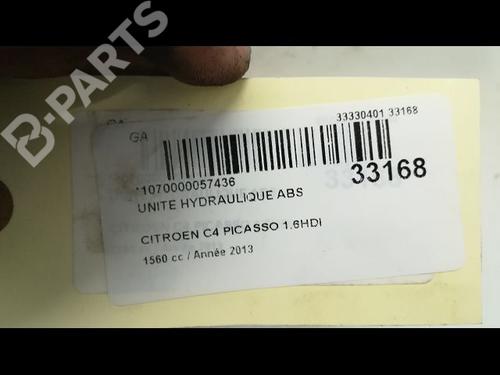 B-PARTS
GA
33330401 33168
*1070000057436
33168
UNITE HYDRAULIQUE ABS
CITROEN C4 PICASSO 1.6HDI
1560 cc / Année 2013